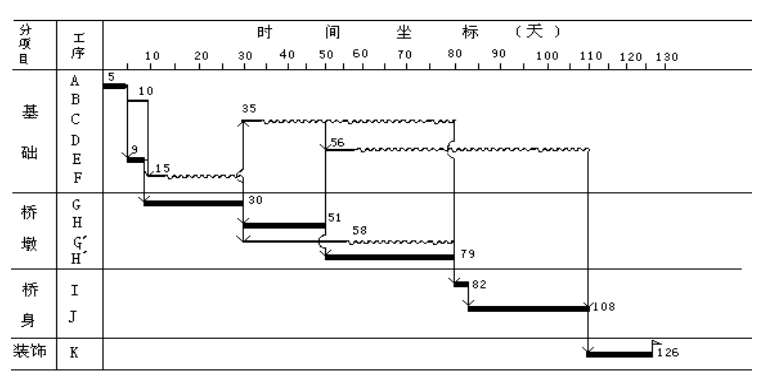 分项目
工序
时 间 坐 标 (天)
10 20 30 40 50 60 70 80 90 100 110 120 130
基础
A 5
B 10
C 35
D 56
E 9
F 15
桥墩
G 30
H 51
G′ 58
H′ 79
桥身
I 82
J 108
装饰
K 126